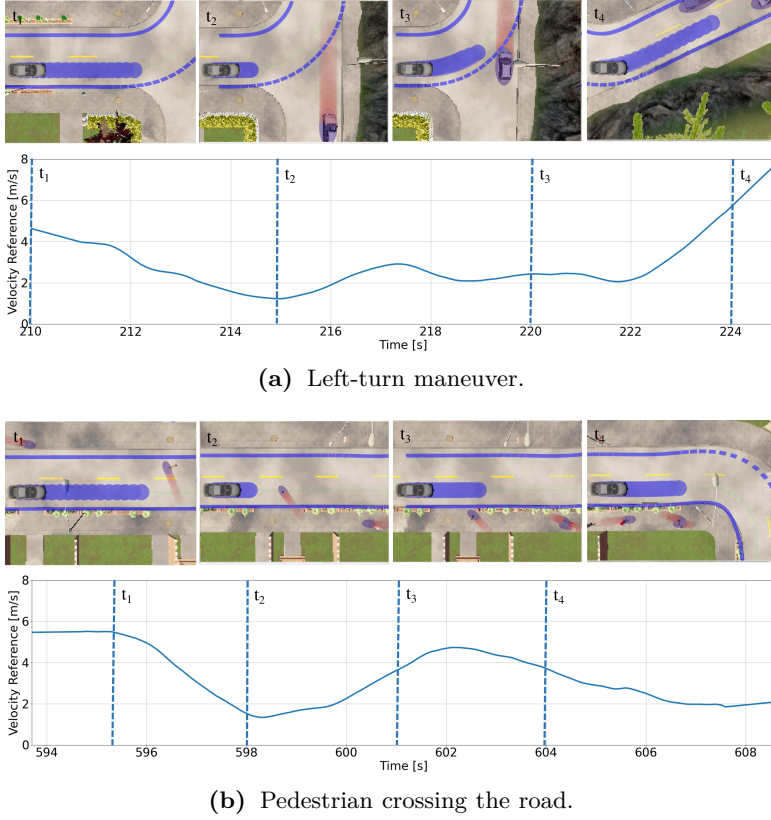 t1 t2 t3 t4
8
6
4
2
0
Velocity Reference [m/s]
t1 t2 t3 t4
210 212 214 216 218 220 222 224
Time [s]
(a) Left-turn maneuver.
t1 t2 t3 t4
8
6
4
2
0
Velocity Reference [m/s]
t1 t2 t3 t4
594 596 598 600 602 604 606 608
Time [s]
(b) Pedestrian crossing the road.